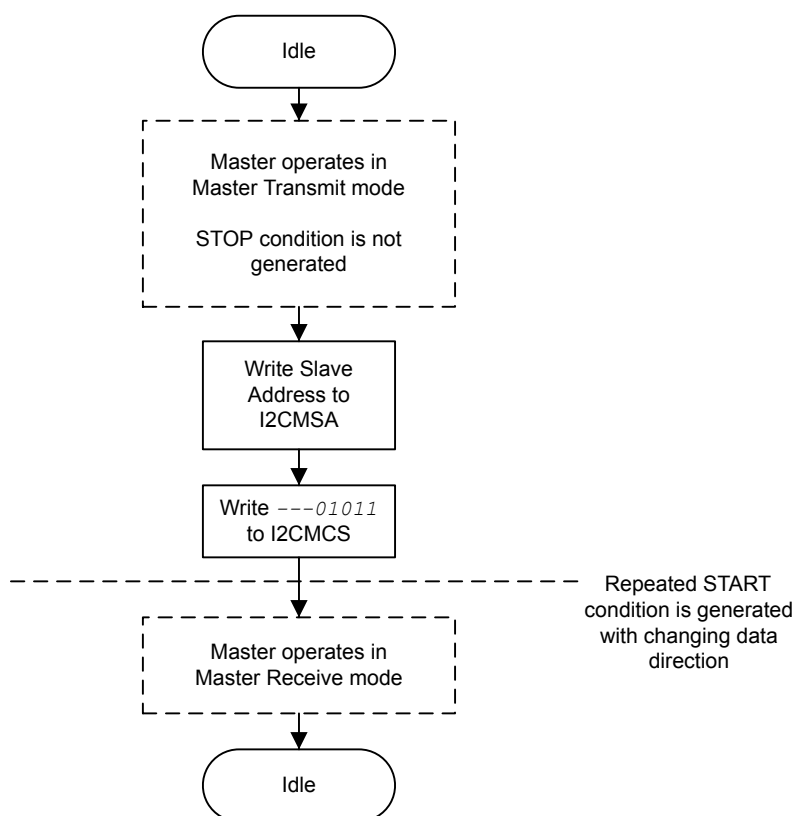 Idle
Master operates in
Master Transmit mode
STOP condition is not
generated
Write Slave
Address to
I2CMSA
Write ---01011
to I2CMCS
Repeated START
condition is generated
with changing data
direction
Master operates in
Master Receive mode
Idle